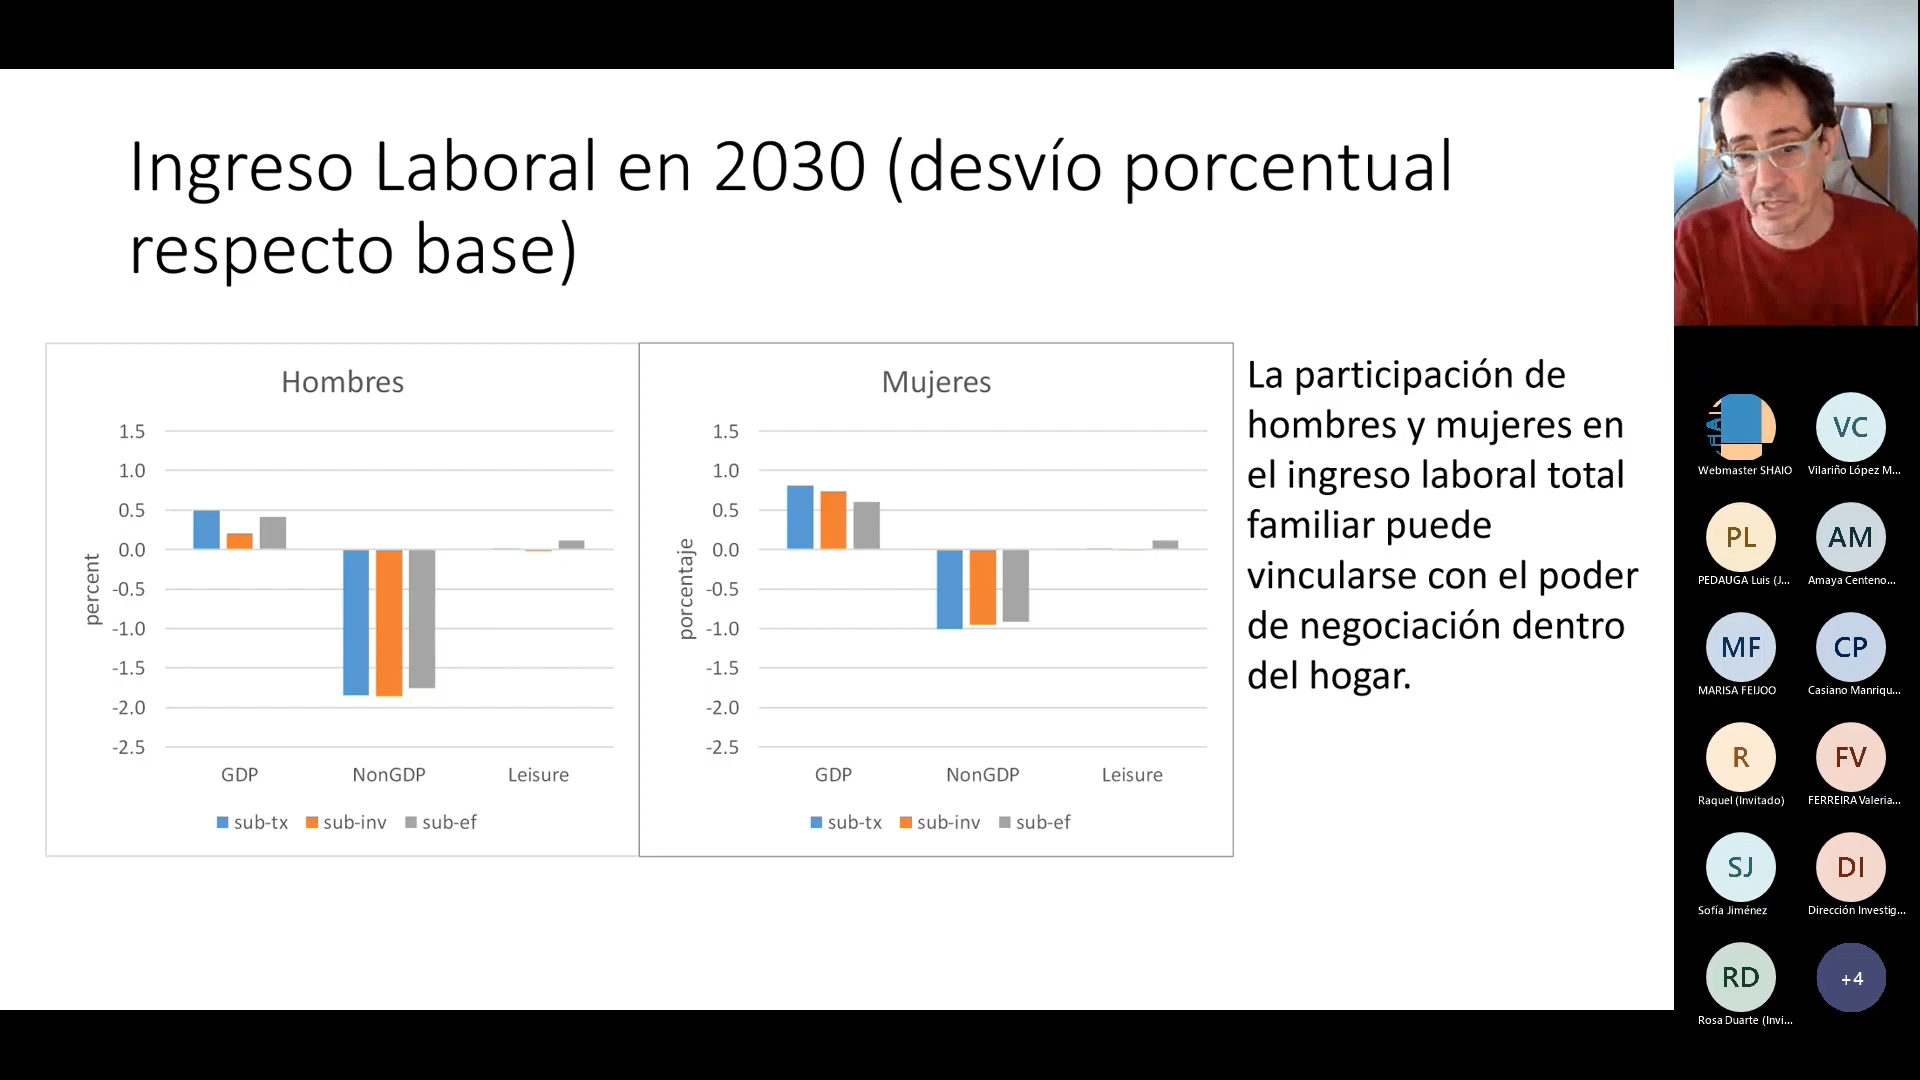 Ingreso Laboral en 2030 (desvío porcentual
respecto base)
Hombres
1.5
1.0
0.5
0.0
-0.5
-1.0
-1.5
-2.0
-2.5
percent
GDP NonGDP Leisure
sub-tx sub-inv sub-ef
Mujeres
1.5
1.0
0.5
0.0
-0.5
-1.0
-1.5
-2.0
-2.5
porcentaje
GDP NonGDP Leisure
sub-tx sub-inv sub-ef
La participación de
hombres y mujeres en
el ingreso laboral total
familiar puede
vincularse con el poder
de negociación dentro
del hogar.
Webmaster SHAIO
VC
Vilariño López M...
PL
PEDAUGA Luis (J...
AM
Amaya Centeno...
MF
MARISA FEIJOO
CP
Casiano Manriqu...
R
Raquel (Invitado)
FV
FERREIRA Valeria...
SJ
Sofía Jiménez
DI
Dirección Investig...
RD
Rosa Duarte (Invi...
+4